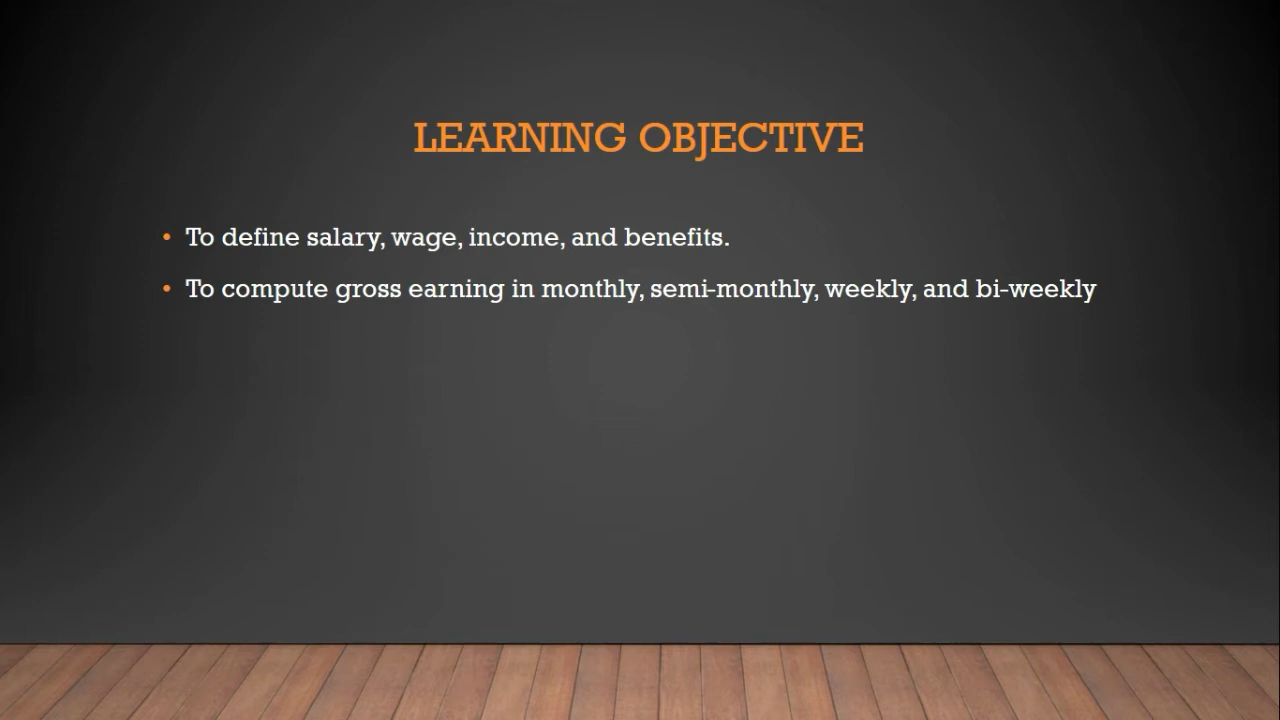 LEARNING OBJECTIVE
• To define salary, wage, income, and benefits.
• To compute gross earning in monthly, semi-monthly, weekly, and bi-weekly